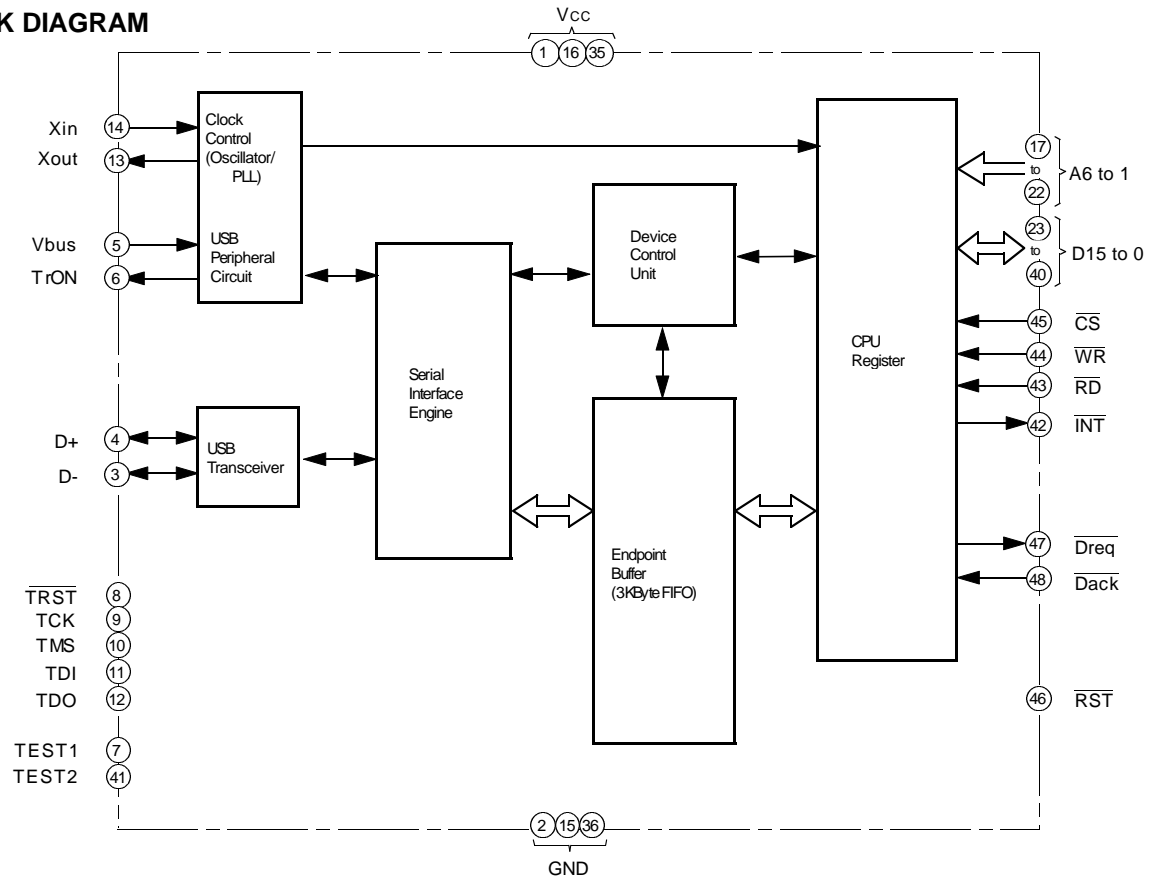 K DIAGRAM
Vcc
1 16 35
Xin 14
Xout 13
Vbus 5
TrON 6
D+ 4
D- 3
TRST 8
TCK 9
TMS 10
TDI 11
TDO 12
TEST1 7
TEST2 41
Clock
Control
(Oscillator/
PLL)
USB
Peripheral
Circuit
USB
Transceiver
Serial
Interface
Engine
Device
Control
Unit
Endpoint
Buffer
(3KByte FIFO)
CPU
Register
17
to
22
A6 to 1
23
to
40
D15 to 0
45 CS
44 WR
43 RD
42 INT
47 Dreq
48 Dack
46 RST
2 15 36
GND